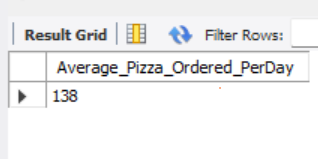 Result Grid Filter Rows:
Average_Pizza_Ordered_PerDay
138